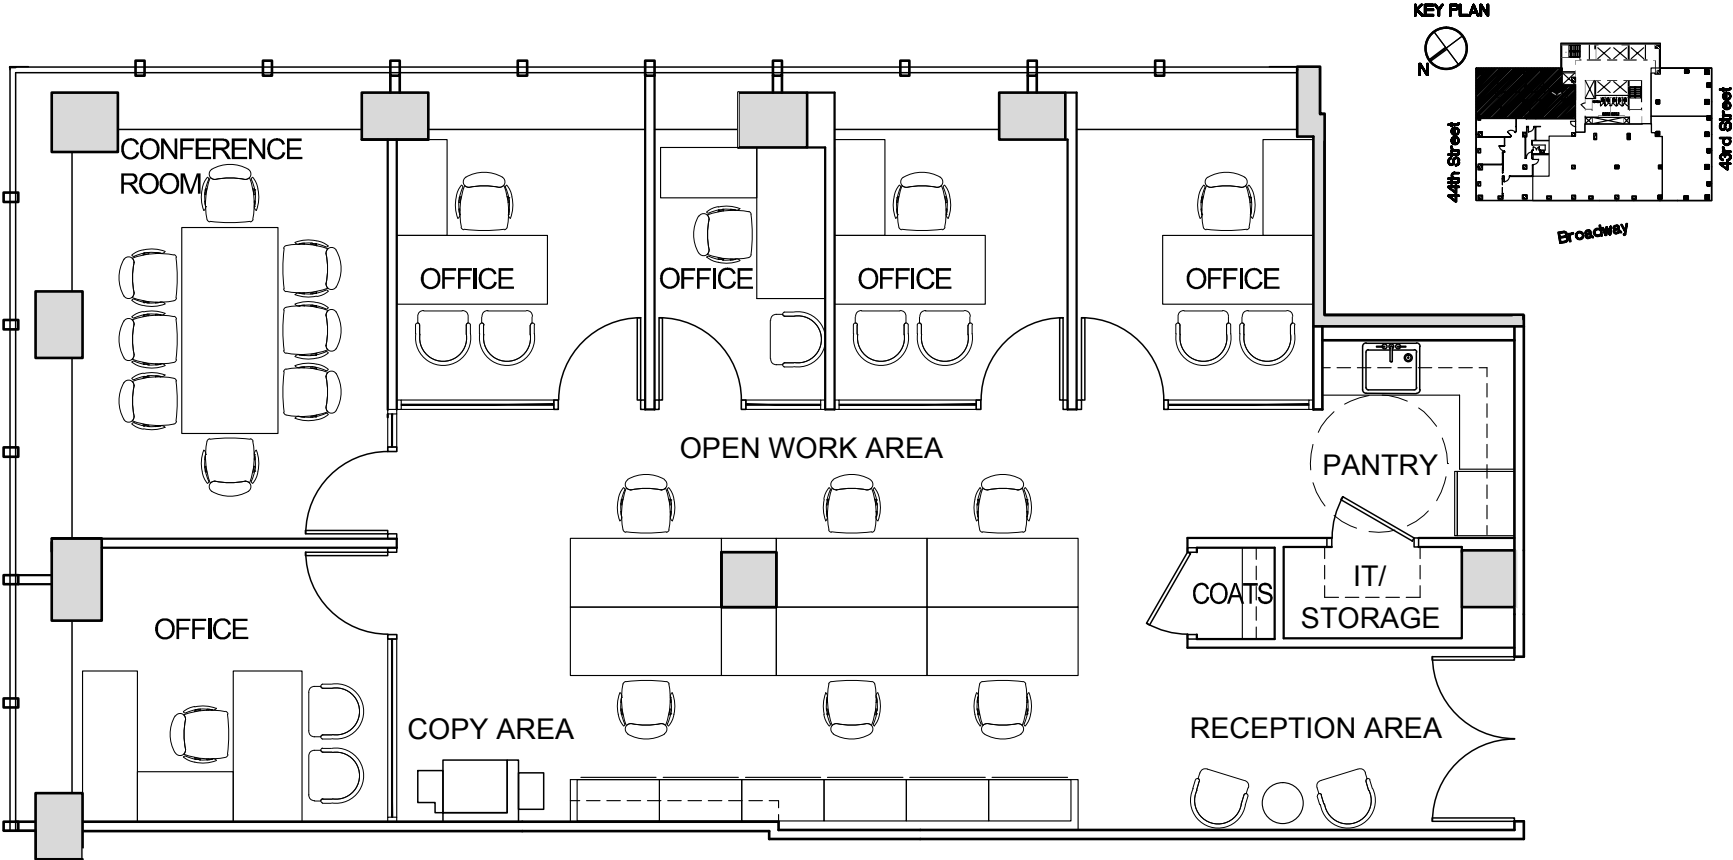 KEY PLAN
N
44th Street
43rd Street
Broadway
CONFERENCE
ROOM
OFFICE
OFFICE
OFFICE
OFFICE
OPEN WORK AREA
PANTRY
IT/
STORAGE
COATS
OFFICE
COPY AREA
RECEPTION AREA